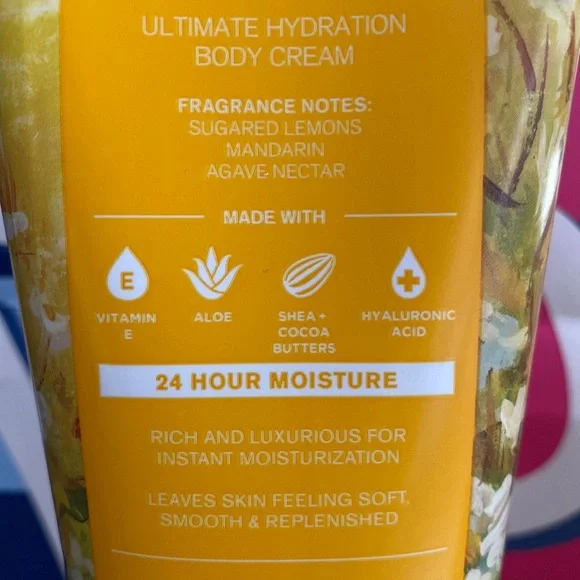 ULTIMATE HYDRATION
BODY CREAM
FRAGRANCE NOTES:
SUGARED LEMONS
MANDARIN
AGAVE NECTAR
MADE WITH
E
VITAMIN
E
ALOE
SHEA +
COCOA
BUTTERS
HYALURONIC
ACID
24 HOUR MOISTURE
RICH AND LUXURIOUS FOR
INSTANT MOISTURIZATION
LEAVES SKIN FEELING SOFT,
SMOOTH & REPLENISHED